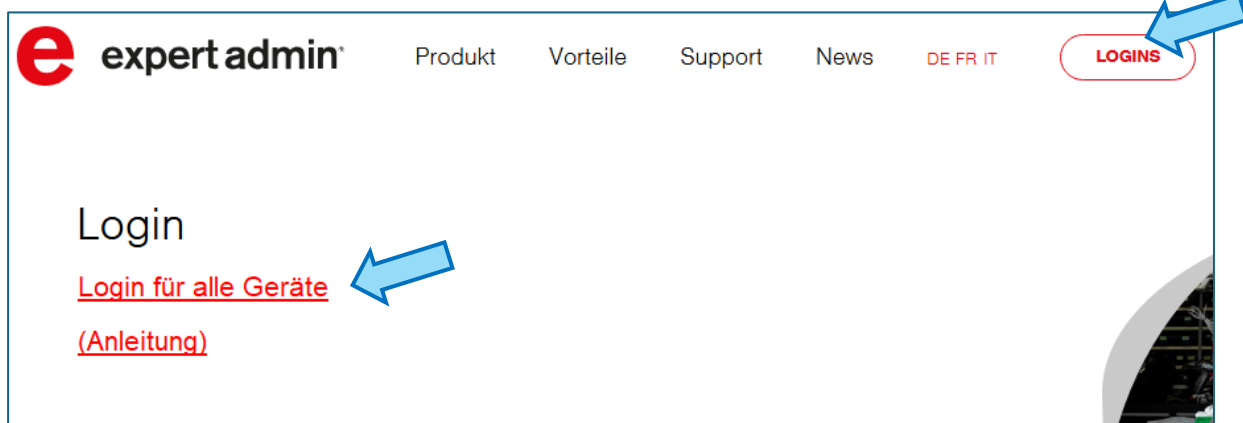 e expert admin® Produkt Vorteile Support News DE FR IT LOGINS
Login
Login für alle Geräte
(Anleitung)